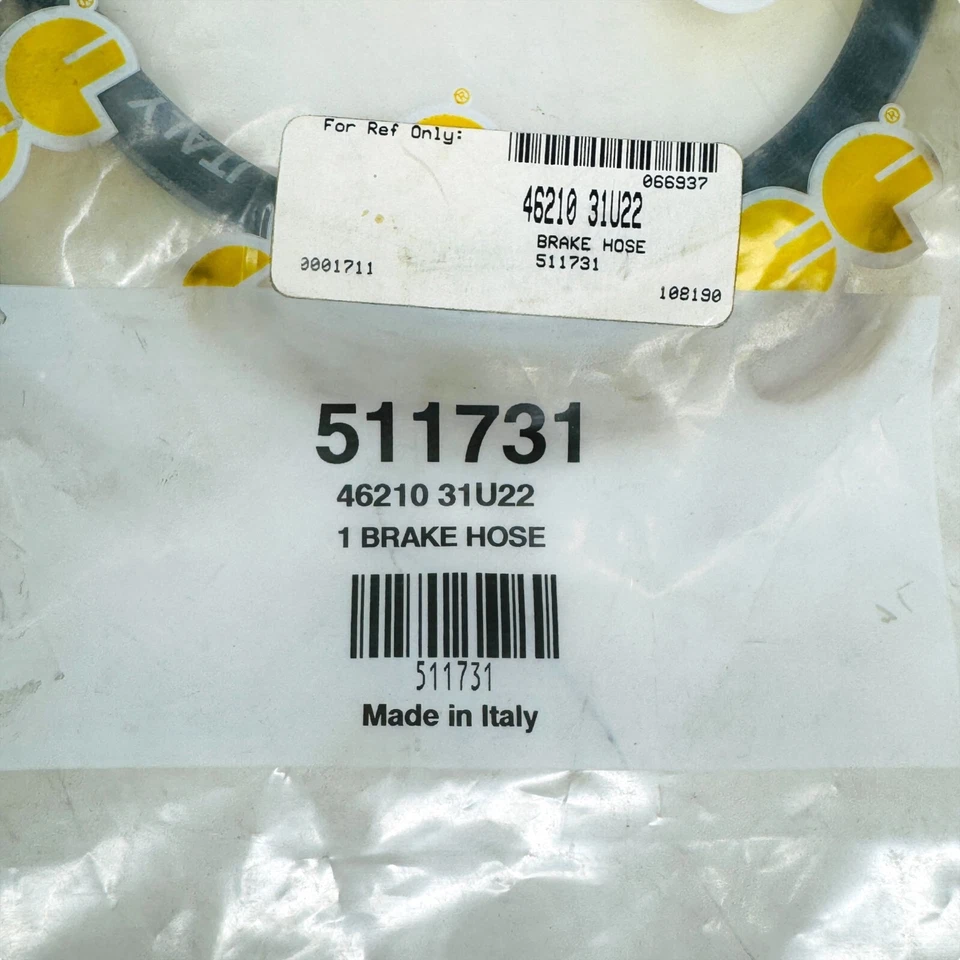 ITALY
For Ref Only:
066937
46210 31U22
BRAKE HOSE
511731
0001711
108190
511731
46210 31U22
1 BRAKE HOSE
511731
Made in Italy